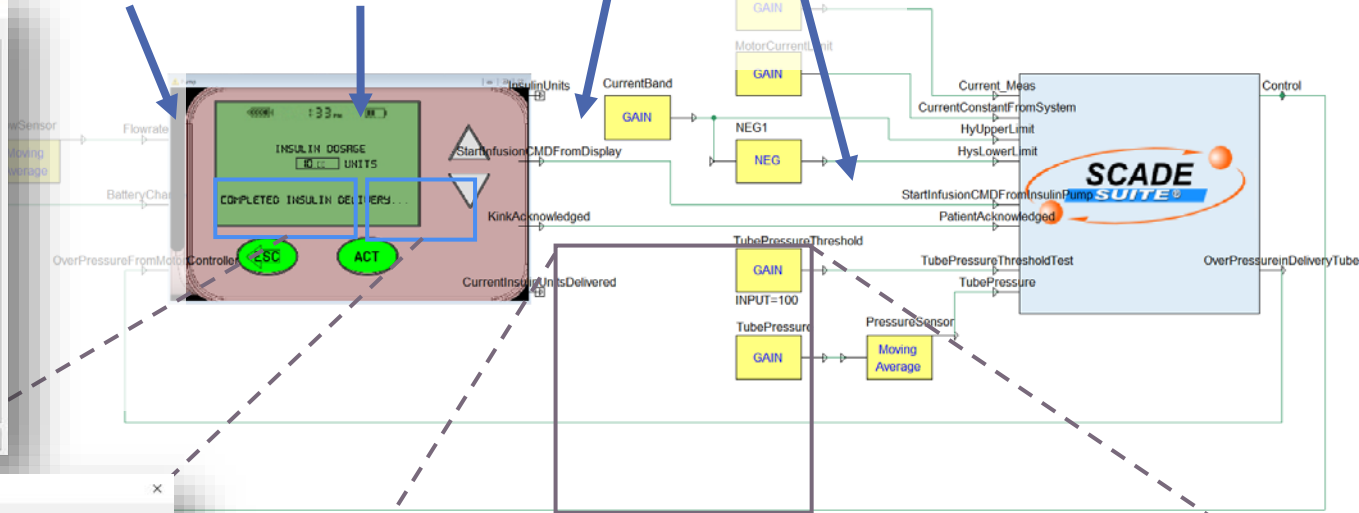 GAIN
MotorCurrentLimit
GAIN
InsulinUnits
CurrentBand
GAIN
Current_Meas
Control
CurrentConstantFromSystem
NEG1
HyUpperLimit
NEG
HysLowerLimit
Flowrate
Moving
INSULIN DOSAGE
UNITS
StartInfusionCMDFromDisplay
COMPLETED INSULIN DELIVERY...
SCADE
SUITE®
StartInfusionCMDFromInsulinPump
KinkAcknowledged
PatientAcknowledged
ESC
ACT
OverPressureFromMotorController
TubePressureThreshold
GAIN
INPUT=100
TubePressureThresholdTest
OverPressureinDeliveryTube
CurrentInsulinUnitsDelivered
TubePressure
TubePressure
GAIN
PressureSensor
Moving
Average